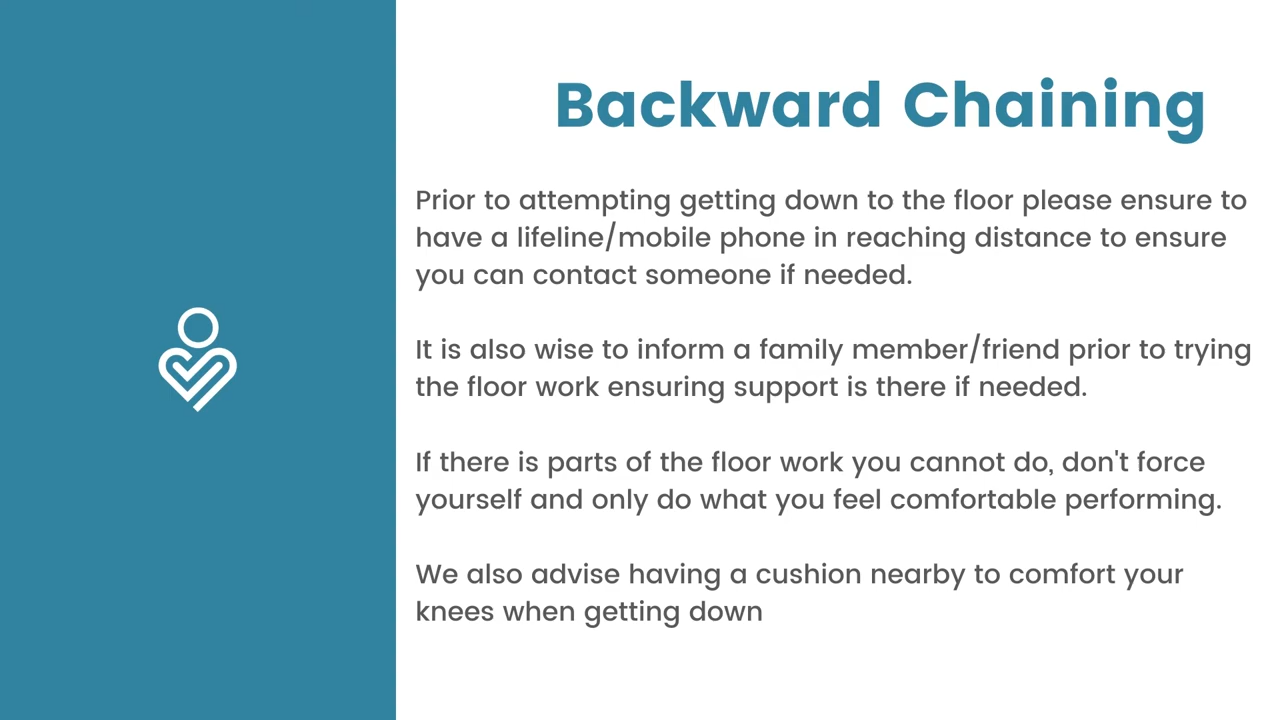 Backward Chaining
Prior to attempting getting down to the floor please ensure to
have a lifeline/mobile phone in reaching distance to ensure
you can contact someone if needed.
It is also wise to inform a family member/friend prior to trying
the floor work ensuring support is there if needed.
If there is parts of the floor work you cannot do, don't force
yourself and only do what you feel comfortable performing.
We also advise having a cushion nearby to comfort your
knees when getting down